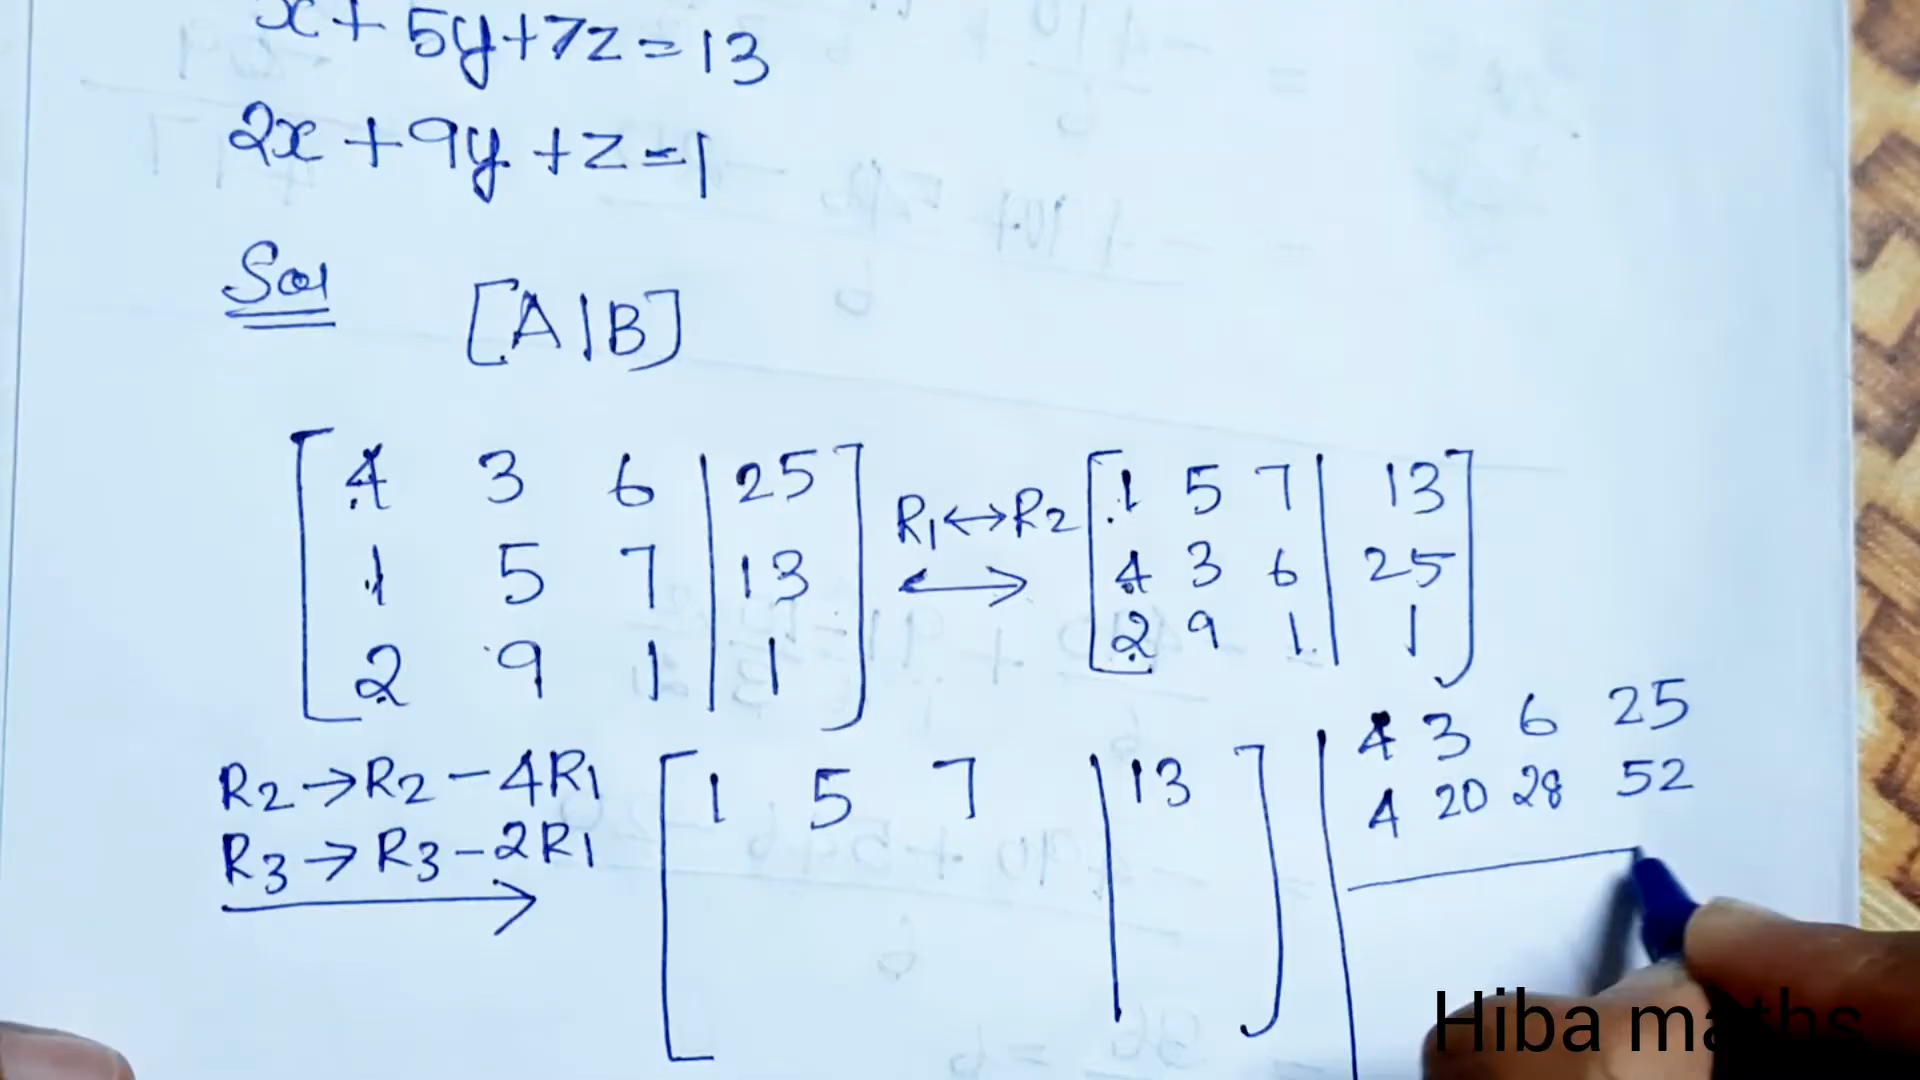 x + 5y + 7z = 13
2x + 9y + z = 1
Sol
[A|B]
4 3 6 | 25
1 5 7 | 13
2 9 1 | 1
R1 ↔ R2
1 5 7 | 13
4 3 6 | 25
2 9 1 | 1
R2 → R2 - 4R1
R3 → R3 - 2R1
1 5 7 | 13
4 3 6 25
4 20 28 52
Hiba maths